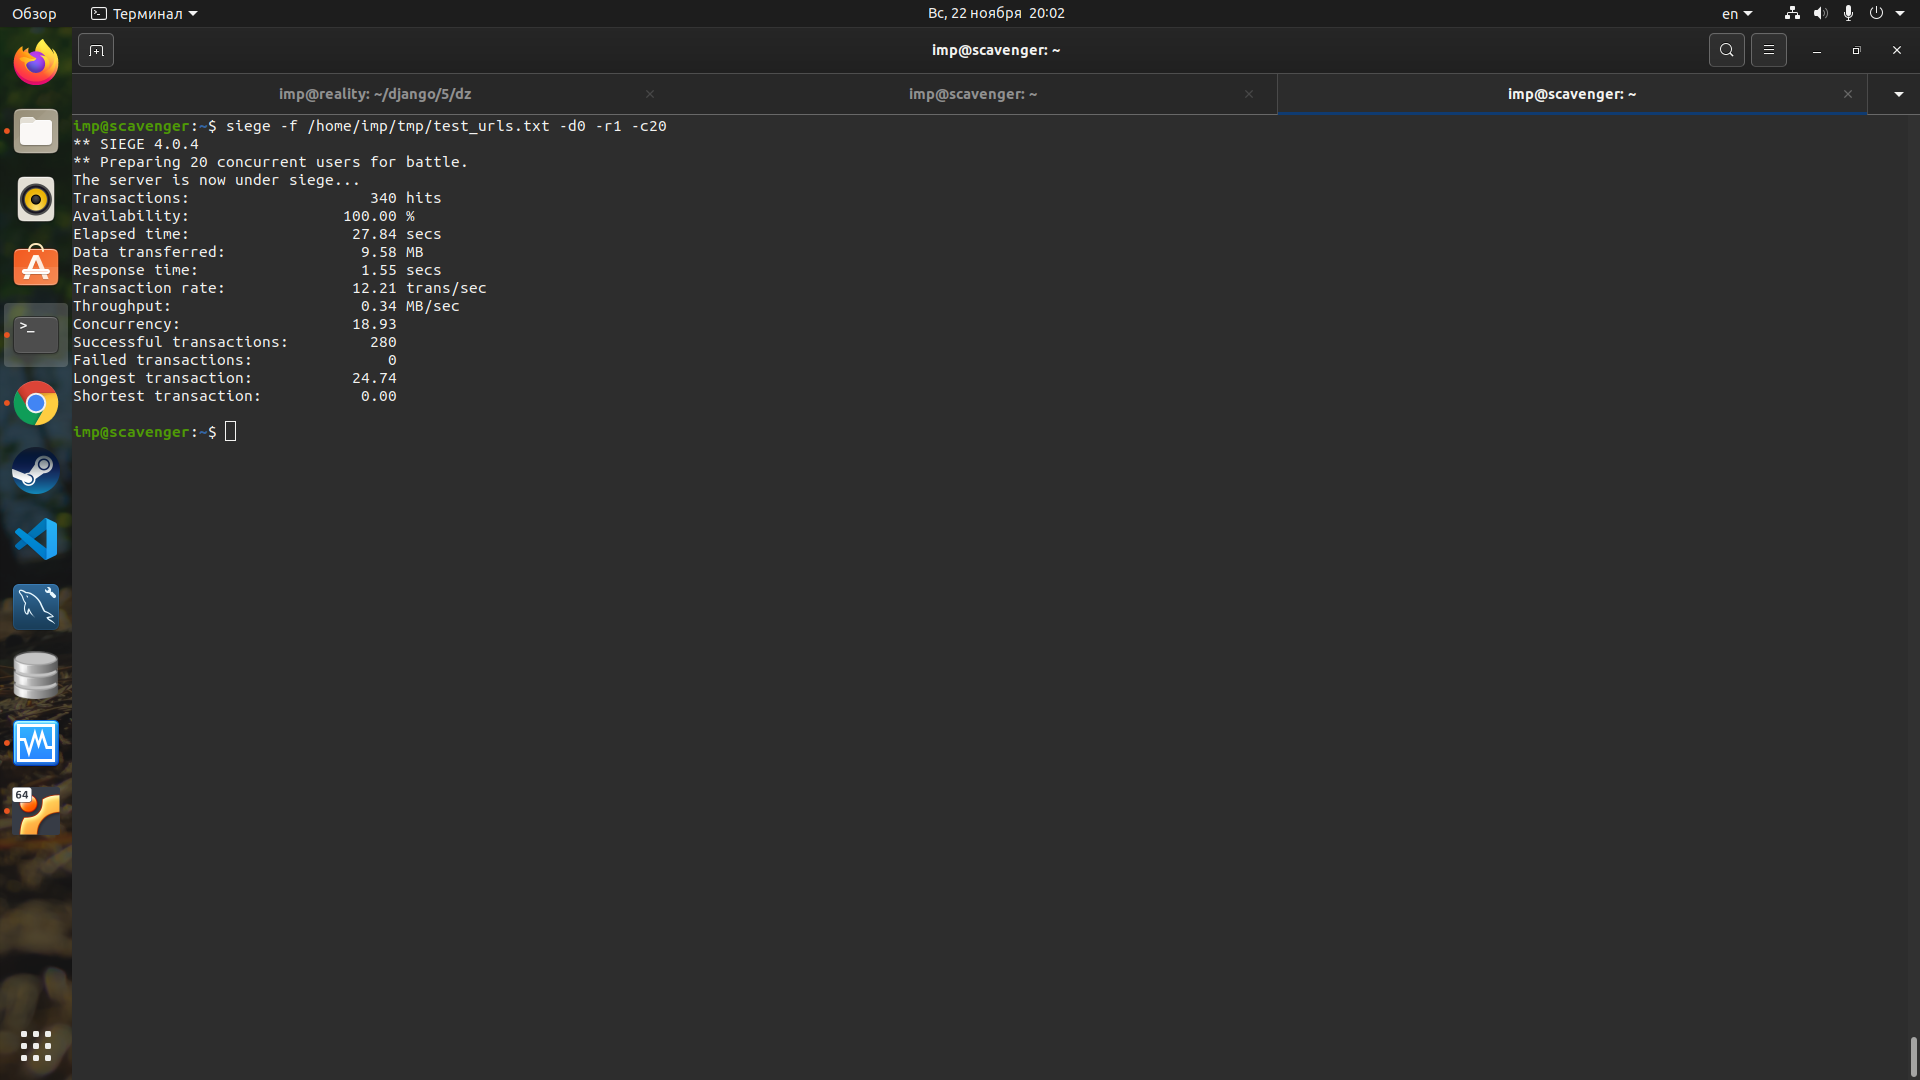 Обзор
Терминал
Вс, 22 ноября 20:02
en
imp@scavenger: ~
imp@reality: ~/django/5/dz
imp@scavenger: ~
imp@scavenger: ~
imp@scavenger:~$ siege -f /home/imp/tmp/test_urls.txt -d0 -r1 -c20
** SIEGE 4.0.4
** Preparing 20 concurrent users for battle.
The server is now under siege...
Transactions: 340 hits
Availability: 100.00 %
Elapsed time: 27.84 secs
Data transferred: 9.58 MB
Response time: 1.55 secs
Transaction rate: 12.21 trans/sec
Throughput: 0.34 MB/sec
Concurrency: 18.93
Successful transactions: 280
Failed transactions: 0
Longest transaction: 24.74
Shortest transaction: 0.00
imp@scavenger:~$
>_
64